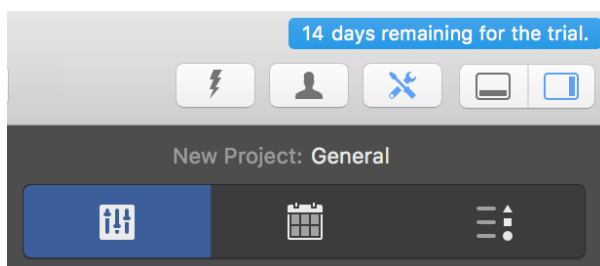 14 days remaining for the trial.
New Project: General